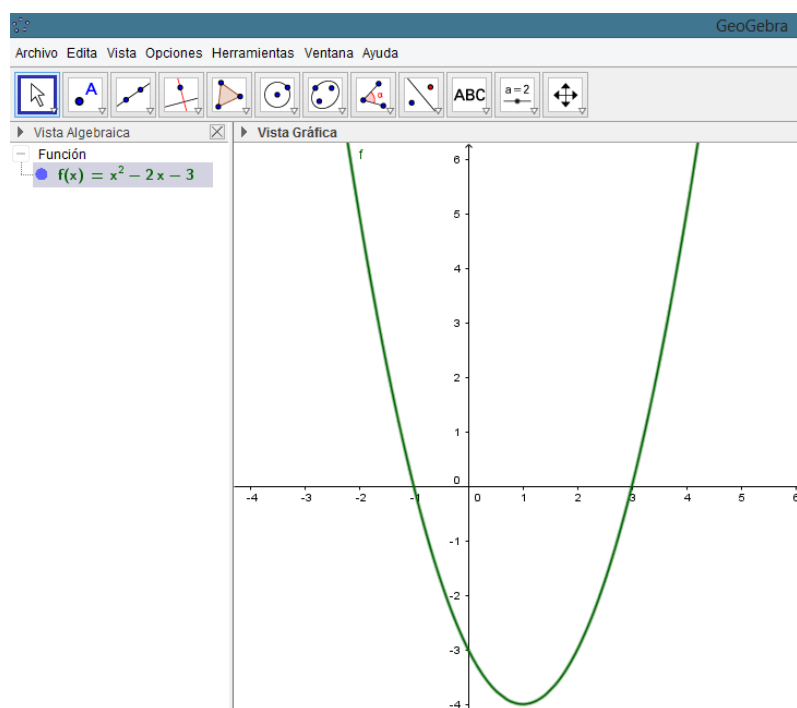 GeoGebra
Archivo Edita Vista Opciones Herramientas Ventana Ayuda
A
α
ABC
a = 2
Vista Algebraica
Vista Gráfica
Función
f(x) = x² − 2 x − 3
f
6
5
4
3
2
1
0
-4 -3 -2 -1 0 1 2 3 4 5 6
-1
-2
-3
-4